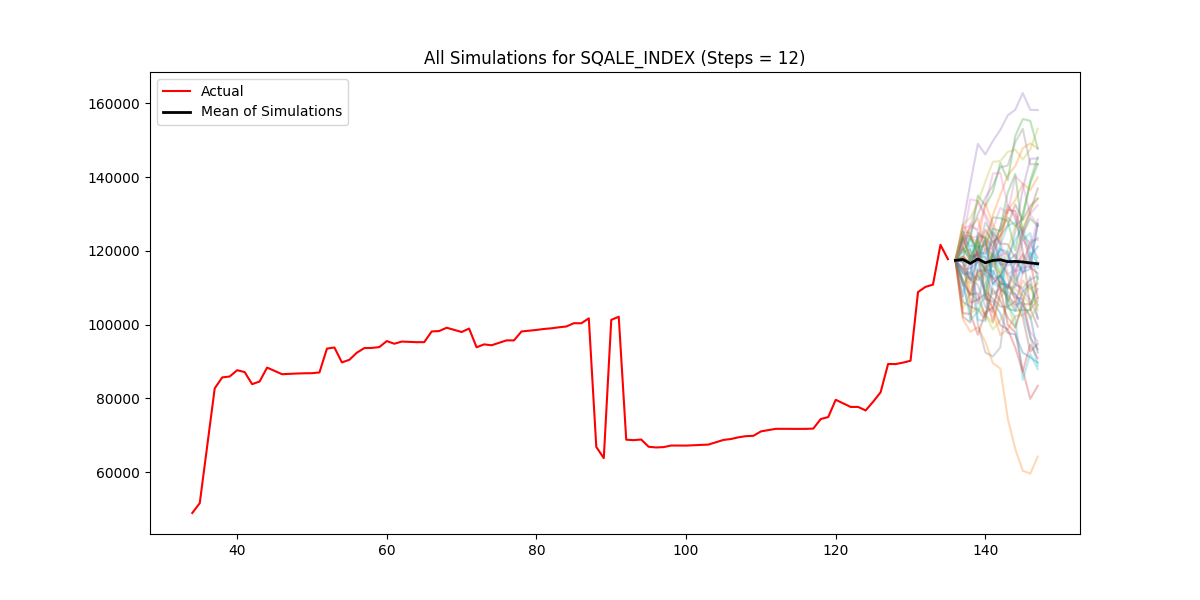 All Simulations for SQALE_INDEX (Steps = 12)
Actual
Mean of Simulations
160000
140000
120000
100000
80000
60000
40 60 80 100 120 140